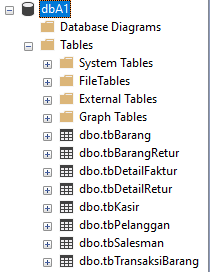 dbA1
Database Diagrams
Tables
System Tables
FileTables
External Tables
Graph Tables
dbo.tbBarang
dbo.tbBarangRetur
dbo.tbDetailFaktur
dbo.tbDetailRetur
dbo.tbKasir
dbo.tbPelanggan
dbo.tbSalesman
dbo.tbTransaksiBarang